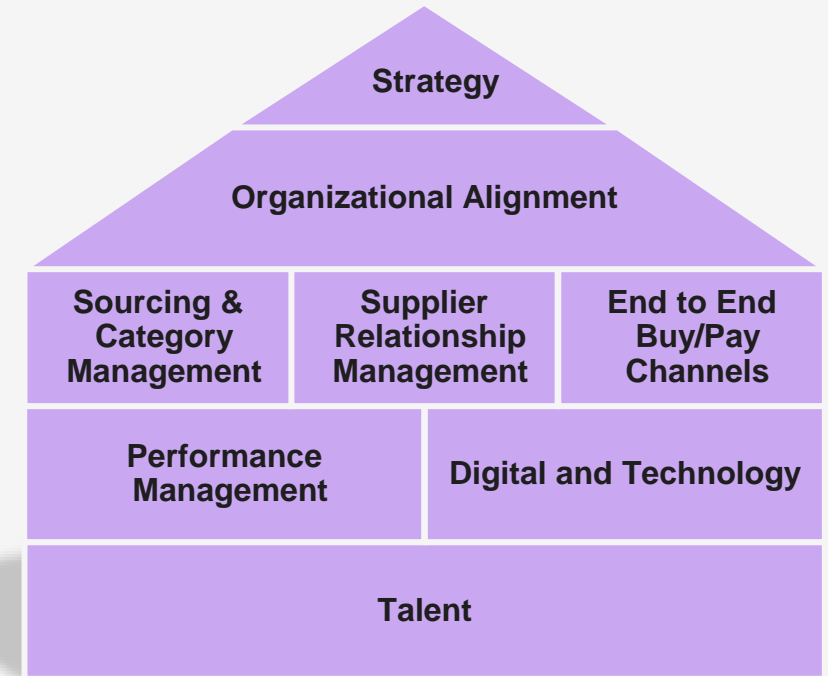 Strategy
Organizational Alignment
Sourcing &
Category
Management
Supplier
Relationship
Management
End to End
Buy/Pay
Channels
Performance
Management
Digital and Technology
Talent